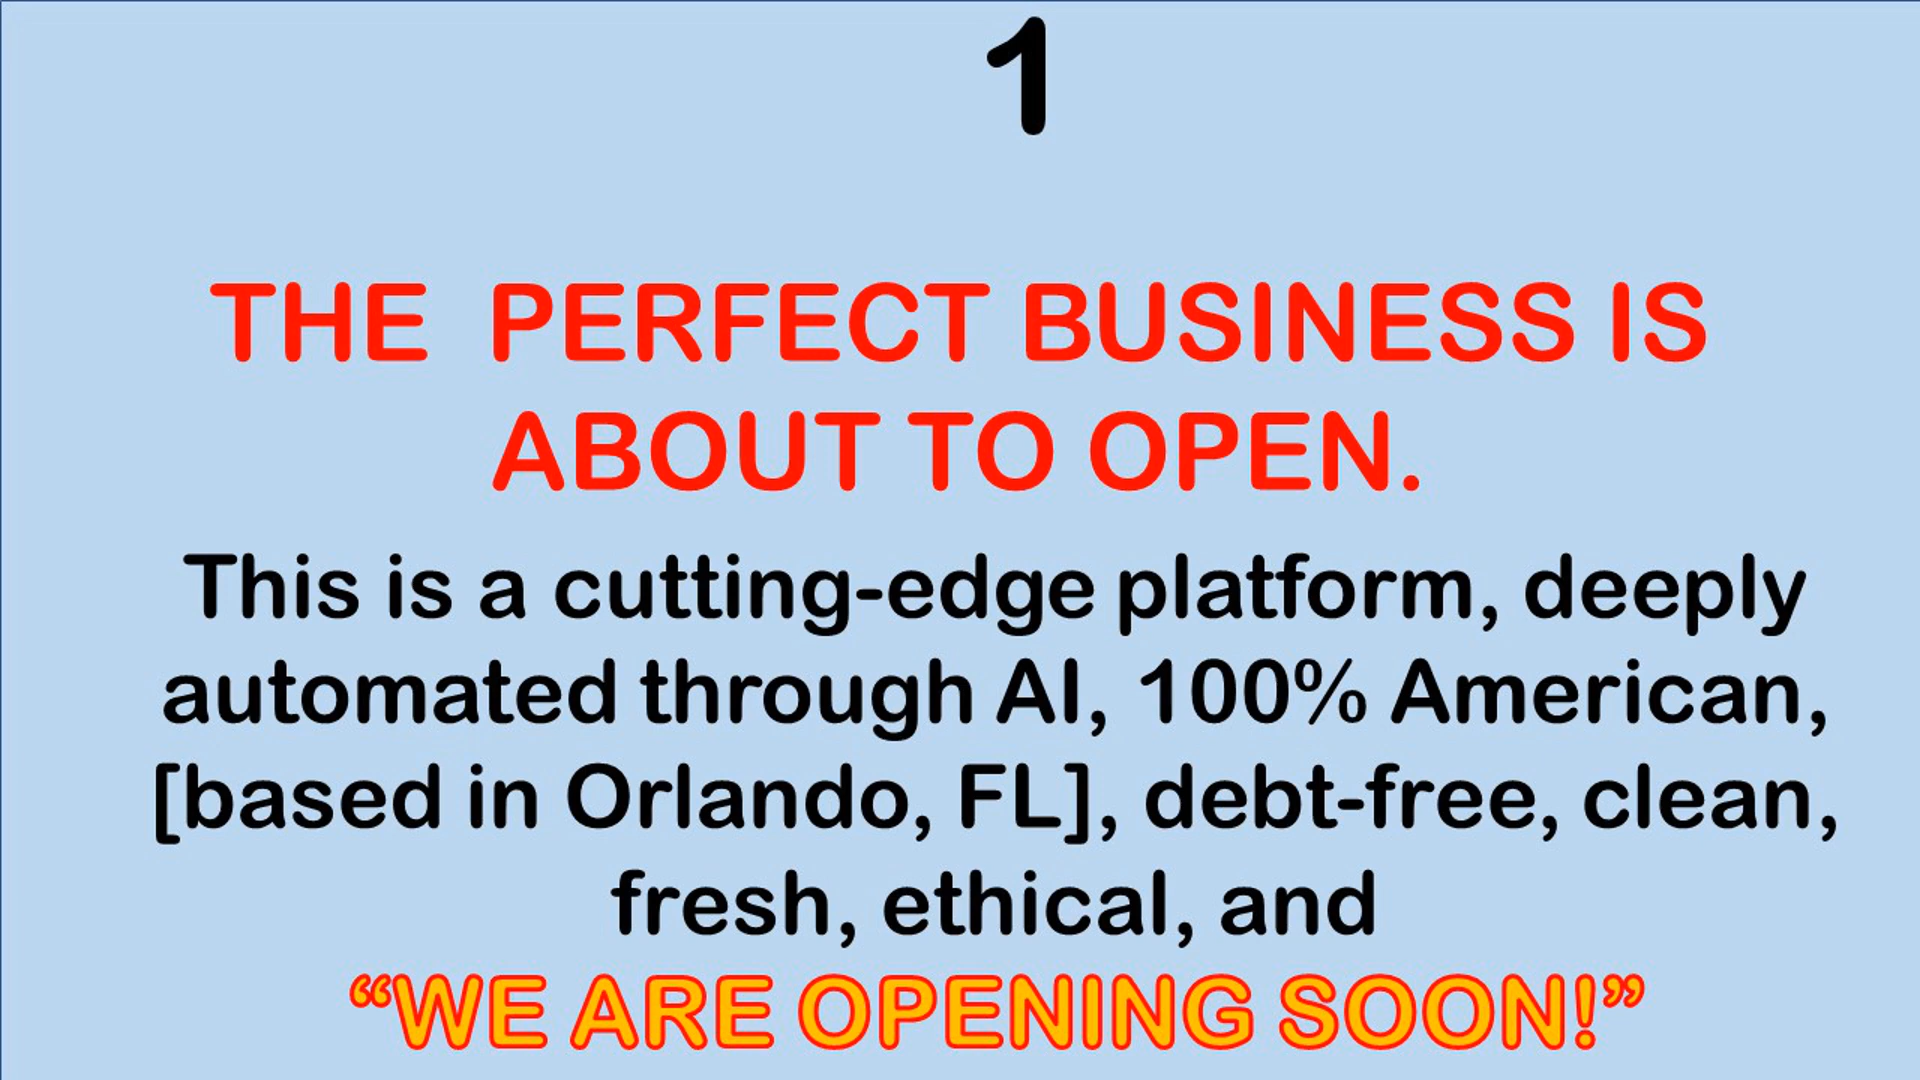 1
THE  PERFECT BUSINESS IS
ABOUT TO OPEN.
This is a cutting-edge platform, deeply
automated through AI, 100% American,
[based in Orlando, FL], debt-free, clean,
fresh, ethical, and
“WE ARE OPENING SOON!”